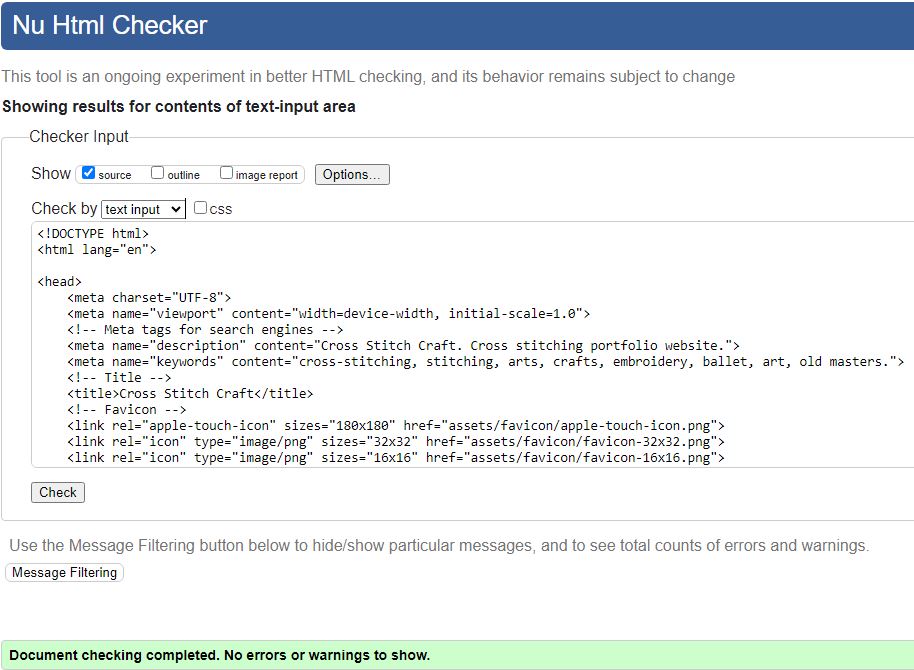 Nu Html Checker
This tool is an ongoing experiment in better HTML checking, and its behavior remains subject to change
Showing results for contents of text-input area
Checker Input
Show source outline image report Options...
Check by text input css
<!DOCTYPE html>
<html lang="en">
<head>
<meta charset="UTF-8">
<meta name="viewport" content="width=device-width, initial-scale=1.0">
<!-- Meta tags for search engines -->
<meta name="description" content="Cross Stitch Craft. Cross stitching portfolio website.">
<meta name="keywords" content="cross-stitching, stitching, arts, crafts, embroidery, ballet, art, old masters.">
<!-- Title -->
<title>Cross Stitch Craft</title>
<!-- Favicon -->
<link rel="apple-touch-icon" sizes="180x180" href="assets/favicon/apple-touch-icon.png">
<link rel="icon" type="image/png" sizes="32x32" href="assets/favicon/favicon-32x32.png">
<link rel="icon" type="image/png" sizes="16x16" href="assets/favicon/favicon-16x16.png">
Check
Use the Message Filtering button below to hide/show particular messages, and to see total counts of errors and warnings.
Message Filtering
Document checking completed. No errors or warnings to show.